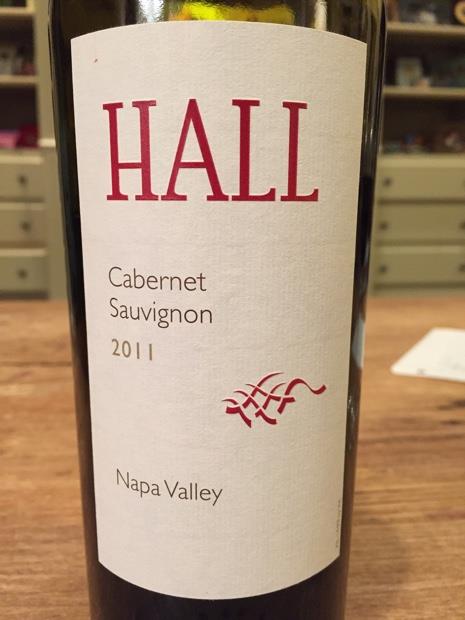 HALL
Cabernet
Sauvignon
2011
Napa Valley